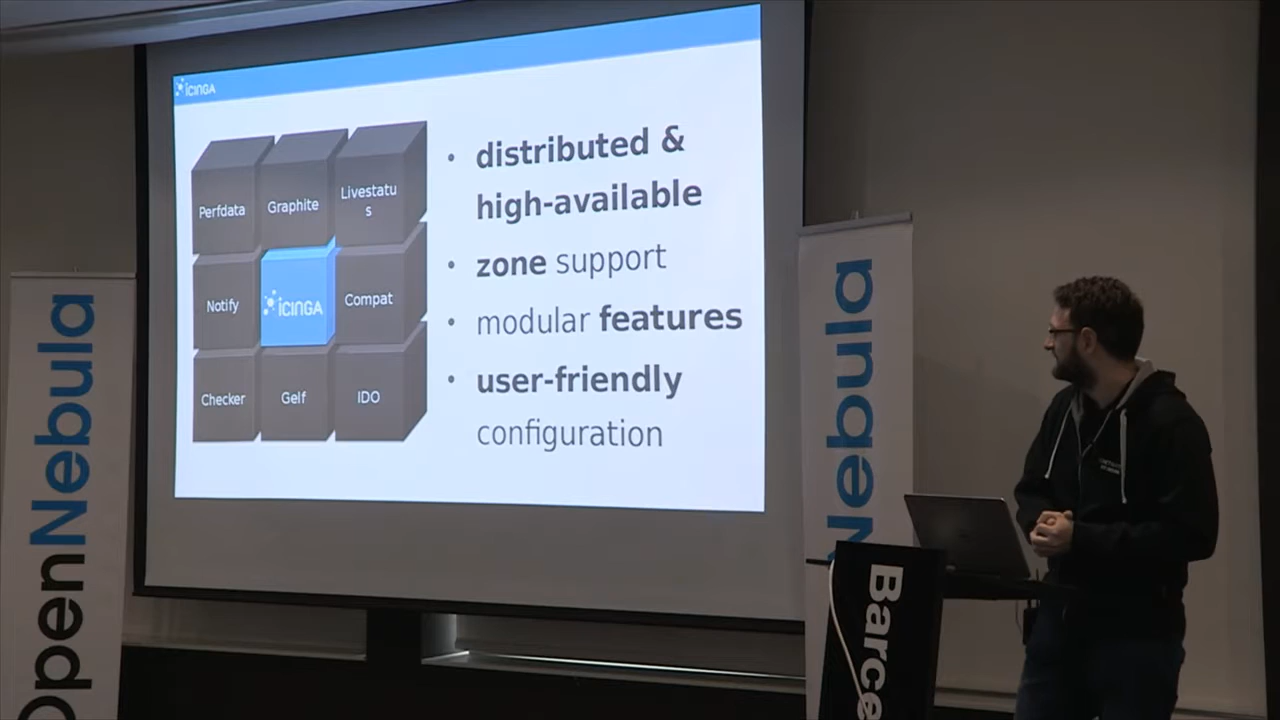 iCINGA
Perfdata
Graphite
Livestatu
s
Notify
iCINGA
Compat
Checker
Gelf
IDO
• distributed &
high-available
• zone support
• modular features
• user-friendly
configuration
OpenNebula
Nebula
Barce